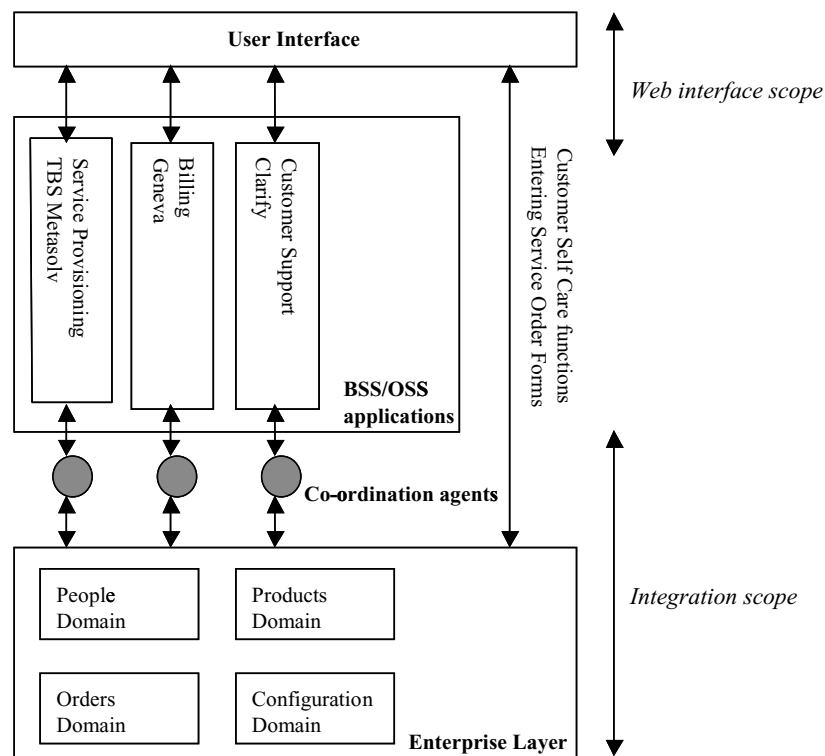 User Interface
Web interface scope
Service Provisioning
TBS Metasolv
Billing
Geneva
Customer Support
Clarify
Customer Self Care functions
Entering Service Order Forms
BSS/OSS
applications
Co-ordination agents
People
Domain
Products
Domain
Integration scope
Orders
Domain
Configuration
Domain
Enterprise Layer